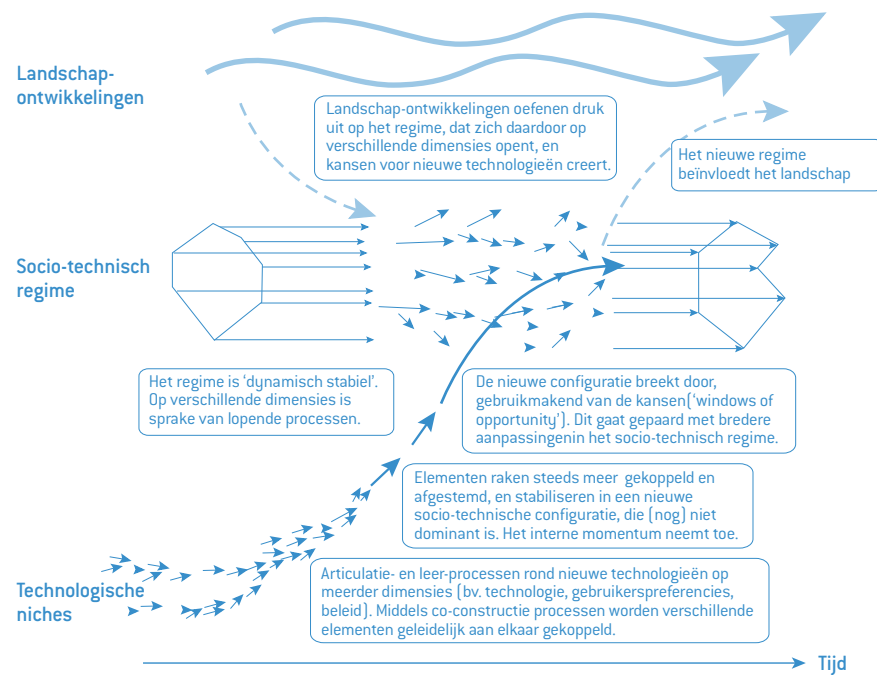 Landschap-
ontwikkelingen
Landschap-ontwikkelingen oefenen druk
uit op het regime, dat zich daardoor op
verschillende dimensies opent, en
kansen voor nieuwe technologieën creert.
Het nieuwe regime
beïnvloedt het landschap
Socio-technisch
regime
Het regime is ‘dynamisch stabiel’.
Op verschillende dimensies is
sprake van lopende processen.
De nieuwe configuratie breekt door,
gebruikmakend van de kansen(‘windows of
opportunity’). Dit gaat gepaard met bredere
aanpassingenin het socio-technisch regime.
Elementen raken steeds meer gekoppeld en
afgestemd, en stabiliseren in een nieuwe
socio-technische configuratie, die (nog) niet
dominant is. Het interne momentum neemt toe.
Technologische
niches
Articulatie- en leer-processen rond nieuwe technologieën op
meerder dimensies (bv. technologie, gebruikerspreferencies,
beleid). Middels co-constructie processen worden verschillende
elementen geleidelijk aan elkaar gekoppeld.
Tijd